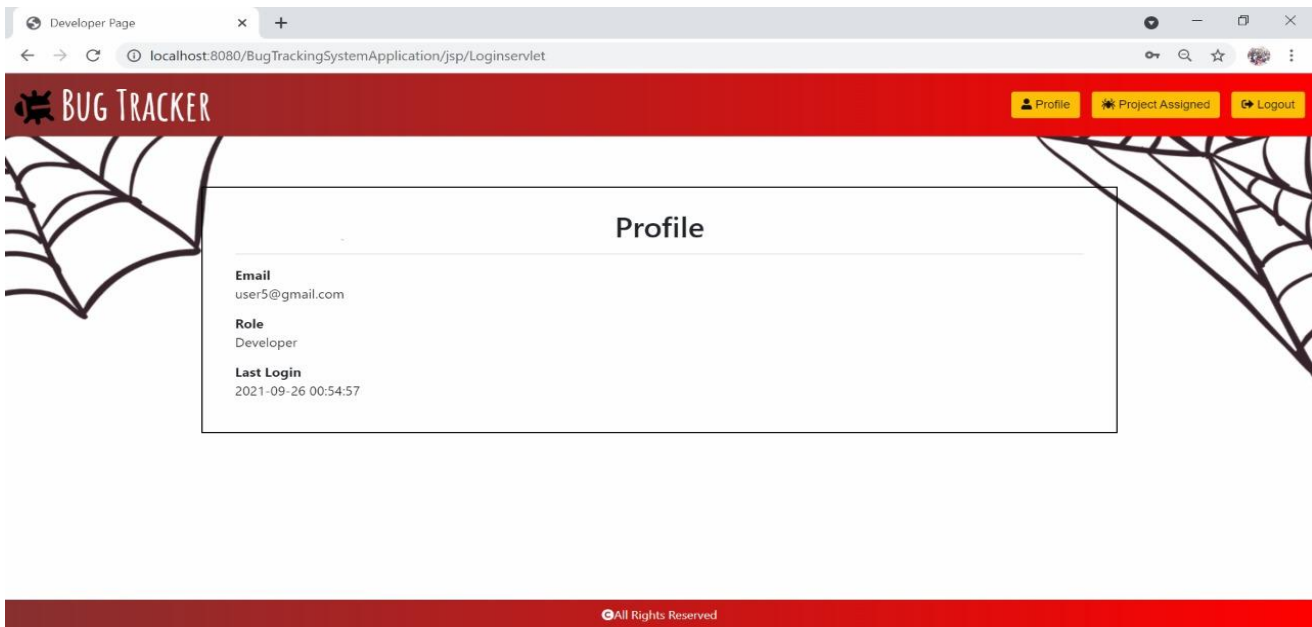 Developer Page
localhost:8080/BugTrackingSystemApplication/jsp/Loginservlet
BUG TRACKER
Profile
Project Assigned
Logout
Profile
Email
user5@gmail.com
Role
Developer
Last Login
2021-09-26 00:54:57
©All Rights Reserved